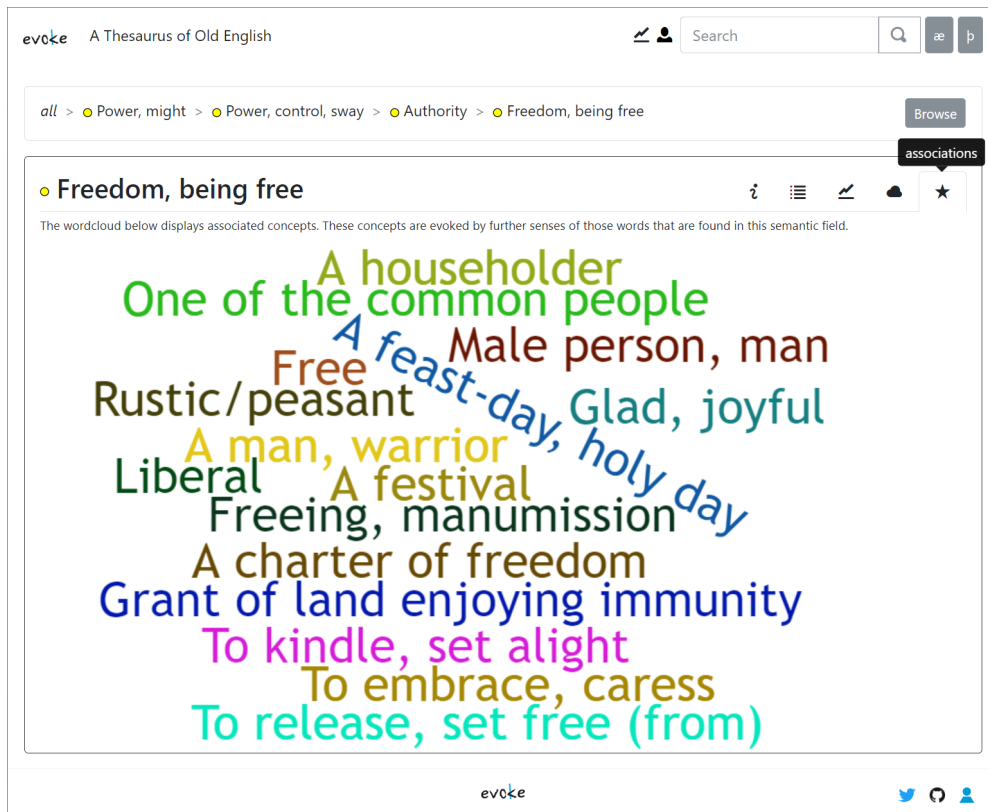 evoke A Thesaurus of Old English Search æ þ
all > Power, might > Power, control, sway > Authority > Freedom, being free Browse
associations
Freedom, being free
The wordcloud below displays associated concepts. These concepts are evoked by further senses of those words that are found in this semantic field.
A householder
One of the common people
A feast-day, holy day
Male person, man
Free
Rustic/peasant
Glad, joyful
A man, warrior
Liberal
A festival
Freeing, manumission
A charter of freedom
Grant of land enjoying immunity
To kindle, set alight
To embrace, caress
To release, set free (from)
evoke